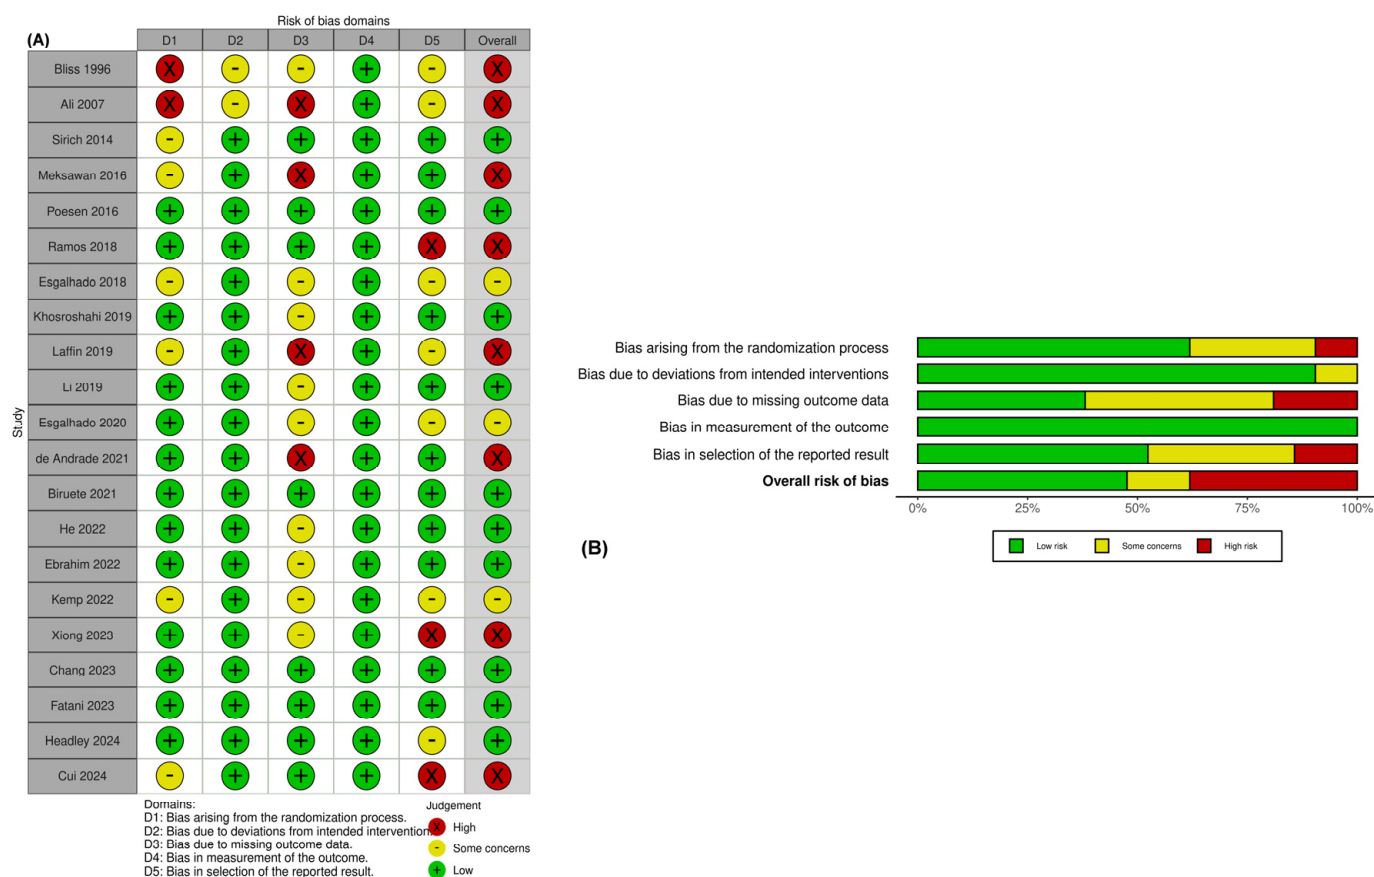 Risk of bias domains
(A)
D1 D2 D3 D4 D5 Overall
Bliss 1996 X - - + - X
Ali 2007 X - X + - X
Sirich 2014 - + + + + +
Meksawan 2016 - + X + + X
Poesen 2016 + + + + + +
Ramos 2018 + + + + X X
Esgalhado 2018 - + - + - -
Khosroshahi 2019 + + - + + +
Laffin 2019 - + X + - X
Li 2019 + + - + + +
Esgalhado 2020 + + - + - -
de Andrade 2021 + + X + + X
Biruete 2021 + + + + + +
He 2022 + + - + + +
Ebrahim 2022 + + - + + +
Kemp 2022 - + - + - -
Xiong 2023 + + - + X X
Chang 2023 + + + + + +
Fatani 2023 + + + + + +
Headley 2024 + + + + - +
Cui 2024 - + + + X X
Study
Domains:
D1: Bias arising from the randomization process.
D2: Bias due to deviations from intended intervention.
D3: Bias due to missing outcome data.
D4: Bias in measurement of the outcome.
D5: Bias in selection of the reported result.
Judgement
X High
- Some concerns
+ Low
Bias arising from the randomization process
Bias due to deviations from intended interventions
Bias due to missing outcome data
Bias in measurement of the outcome
Bias in selection of the reported result
Overall risk of bias
0% 25% 50% 75% 100%
Low risk Some concerns High risk
(B)